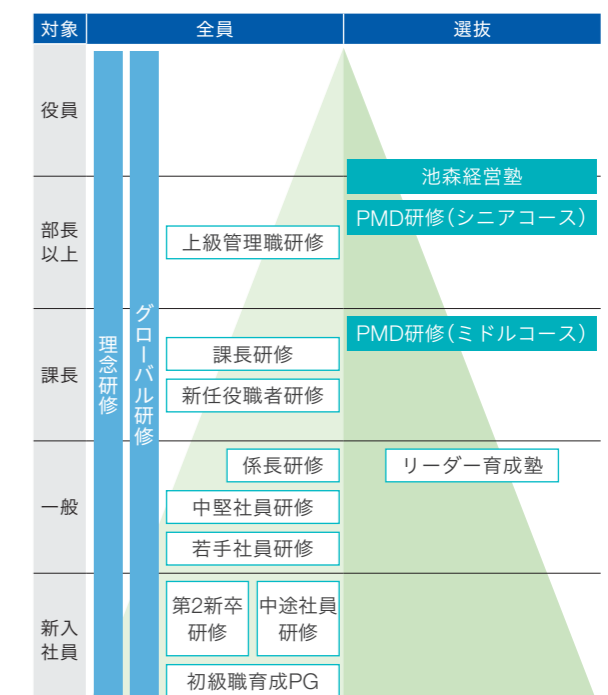 対象
全員
選抜
役員
池森経営塾
部長
以上
上級管理職研修
PMD研修(シニアコース)
理念研修
グローバル研修
課長
課長研修
新任役職者研修
PMD研修(ミドルコース)
一般
係長研修
中堅社員研修
若手社員研修
リーダー育成塾
新入
社員
第2新卒
研修
中途社員
研修
初級職育成PG